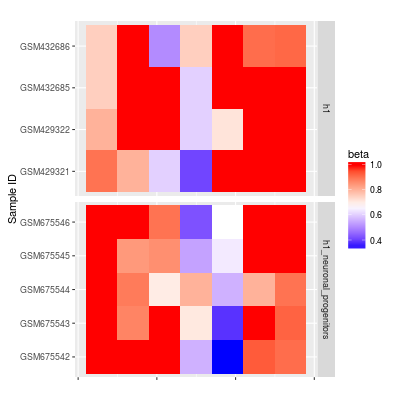 GSM432686
GSM432685
GSM429322
GSM429321
h1
GSM675546
GSM675545
GSM675544
GSM675543
GSM675542
h1_neuronal_progenitors
Sample ID
beta
1.0
0.8
0.6
0.4